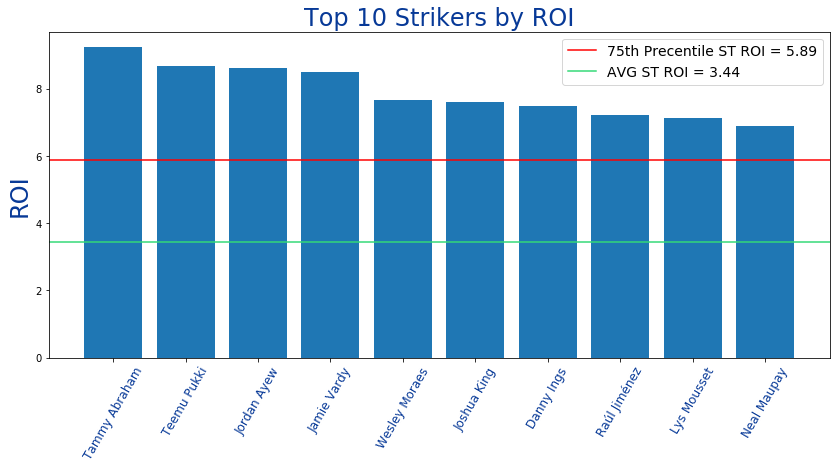 Top 10 Strikers by ROI
75th Precentile ST ROI = 5.89
AVG ST ROI = 3.44
ROI
8
6
4
2
0
Tammy Abraham
Teemu Pukki
Jordan Ayew
Jamie Vardy
Wesley Moraes
Joshua King
Danny Ings
Raúl Jiménez
Lys Mousset
Neal Maupay